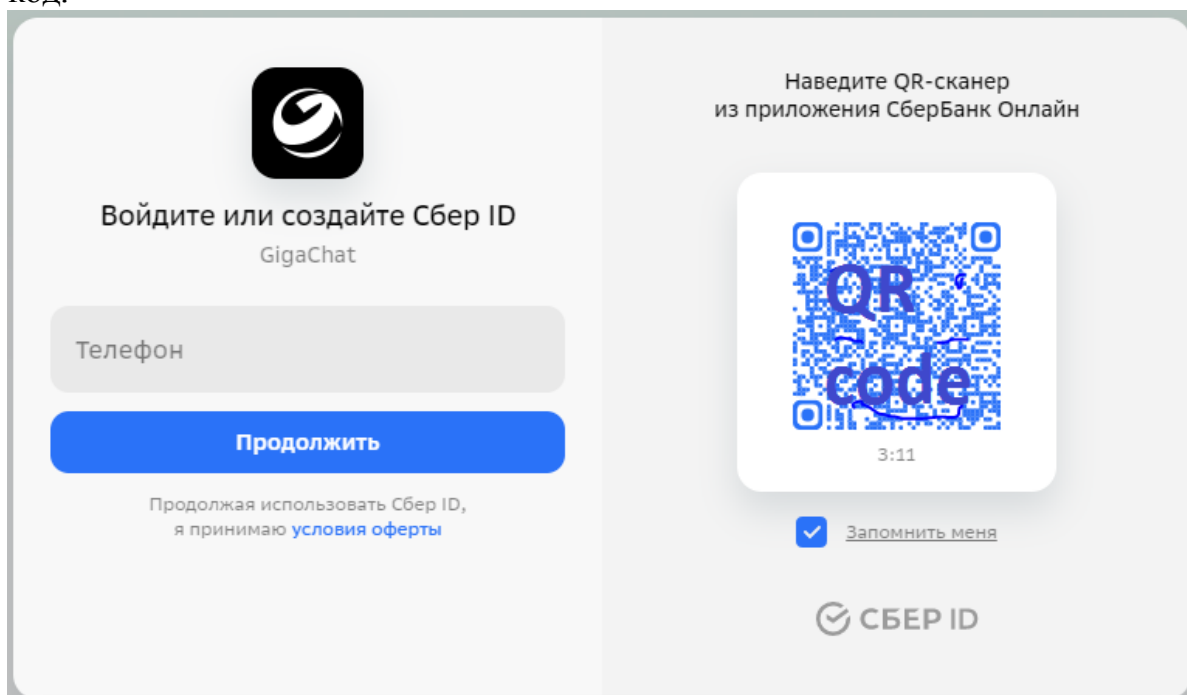 код.
Войдите или создайте Сбер ID
GigaChat
Телефон
Продолжить
Продолжая использовать Сбер ID,
я принимаю условия оферты
Наведите QR-сканер
из приложения СберБанк Онлайн
QR
code
3:11
Запомнить меня
СБЕР ID